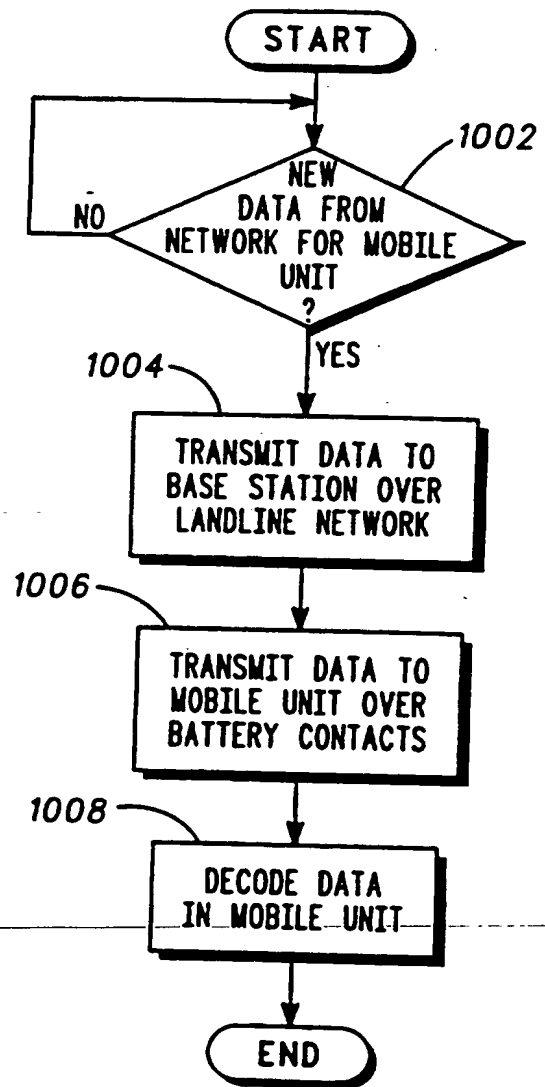 START
1002
NEW
DATA FROM
NETWORK FOR MOBILE
UNIT
?
NO
YES
1004
TRANSMIT DATA TO
BASE STATION OVER
LANDLINE NETWORK
1006
TRANSMIT DATA TO
MOBILE UNIT OVER
BATTERY CONTACTS
1008
DECODE DATA
IN MOBILE UNIT
END